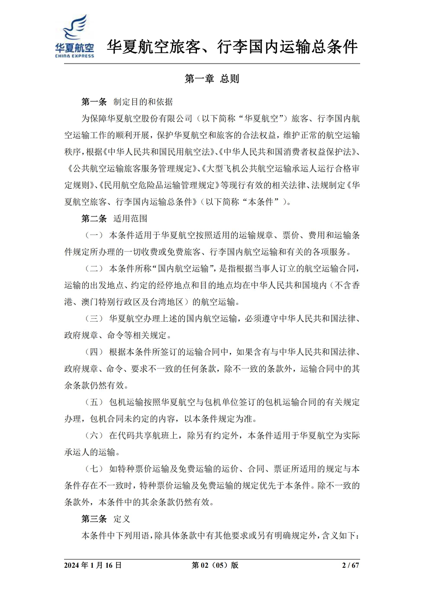 华夏航空
CHINA EXPRESS
华夏航空旅客、行李国内运输总条件
第一章 总则
第一条 制定目的和依据
为保障华夏航空股份有限公司（以下简称“华夏航空”）旅客、行李国内航
空运输工作的顺利开展，保护华夏航空和旅客的合法权益，维护正常的航空运输
秩序，根据《中华人民共和国民用航空法》、《中华人民共和国消费者权益保护法》、
《公共航空运输旅客服务管理规定》、《大型飞机公共航空运输承运人运行合格审
定规则》、《民用航空危险品运输管理规定》等现行有效的相关法律、法规制定《华
夏航空旅客、行李国内运输总条件》（以下简称“本条件”）。
第二条 适用范围
（一） 本条件适用于华夏航空按照适用的运输规章、票价、费用和运输条
件规定所办理的一切收费或免费旅客、行李国内航空运输和有关的各项服务。
（二） 本条件所称“国内航空运输”，是指根据当事人订立的航空运输合同，
运输的出发地点、约定的经停地点和目的地点均在中华人民共和国境内（不含香
港、澳门特别行政区及台湾地区）的航空运输。
（三） 华夏航空办理上述的国内航空运输，必须遵守中华人民共和国法律、
政府规章、命令等相关规定。
（四） 根据本条件所签订的运输合同中，如果含有与中华人民共和国法律、
政府规章、命令、要求不一致的任何条款，除不一致的条款外，运输合同中的其
余条款仍然有效。
（五） 包机运输按照华夏航空与包机单位签订的包机运输合同的有关规定
办理，包机合同未约定的内容，以本条件规定为准。
（六） 在代码共享航班上，除另有约定外，本条件适用于华夏航空为实际
承运人的运输。
（七） 如特种票价运输及免费运输的运价、合同、票证所适用的规定与本
条件存在不一致时，特种票价运输及免费运输的规定优先于本条件。除不一致的
条款外，本条件中的其余条款仍然有效。
第三条 定义
本条件中下列用语，除具体条款中有其他要求或另有明确规定外，含义如下：
2024 年 1 月 16 日 第 02（05）版 2 / 67